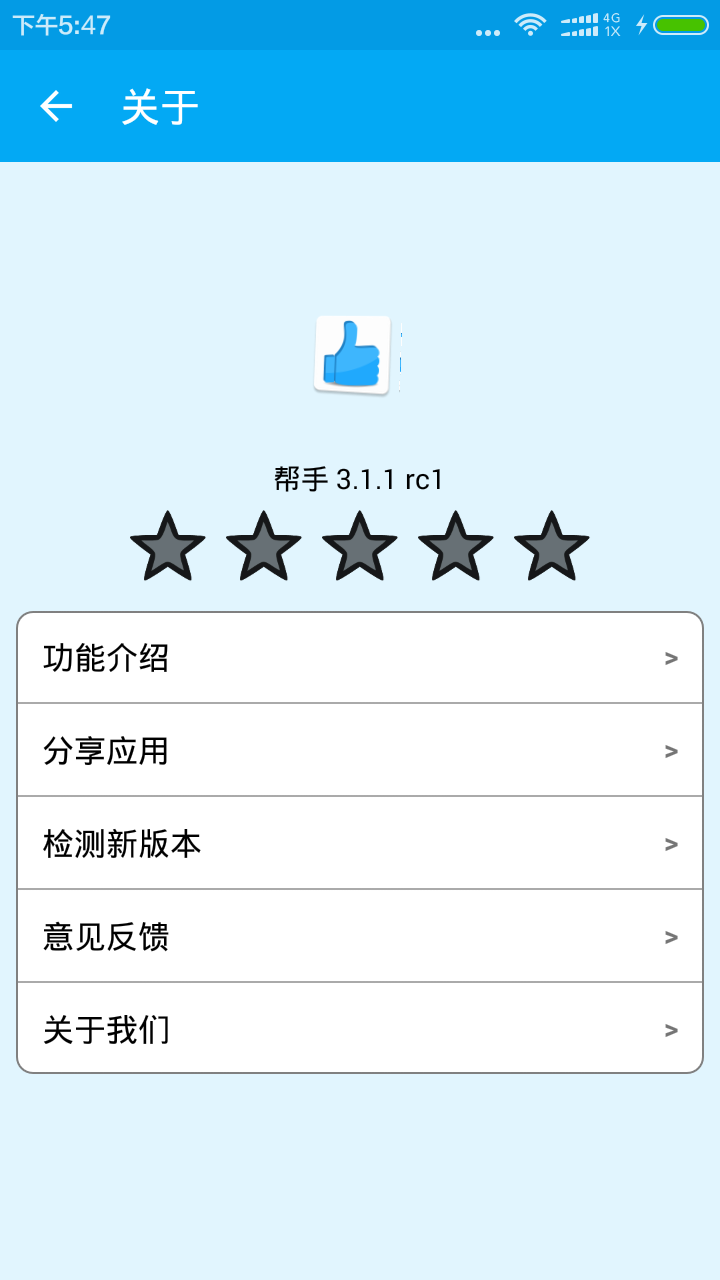 下午5:47
4G
1X
关于
帮手 3.1.1 rc1
功能介绍 >
分享应用 >
检测新版本 >
意见反馈 >
关于我们 >